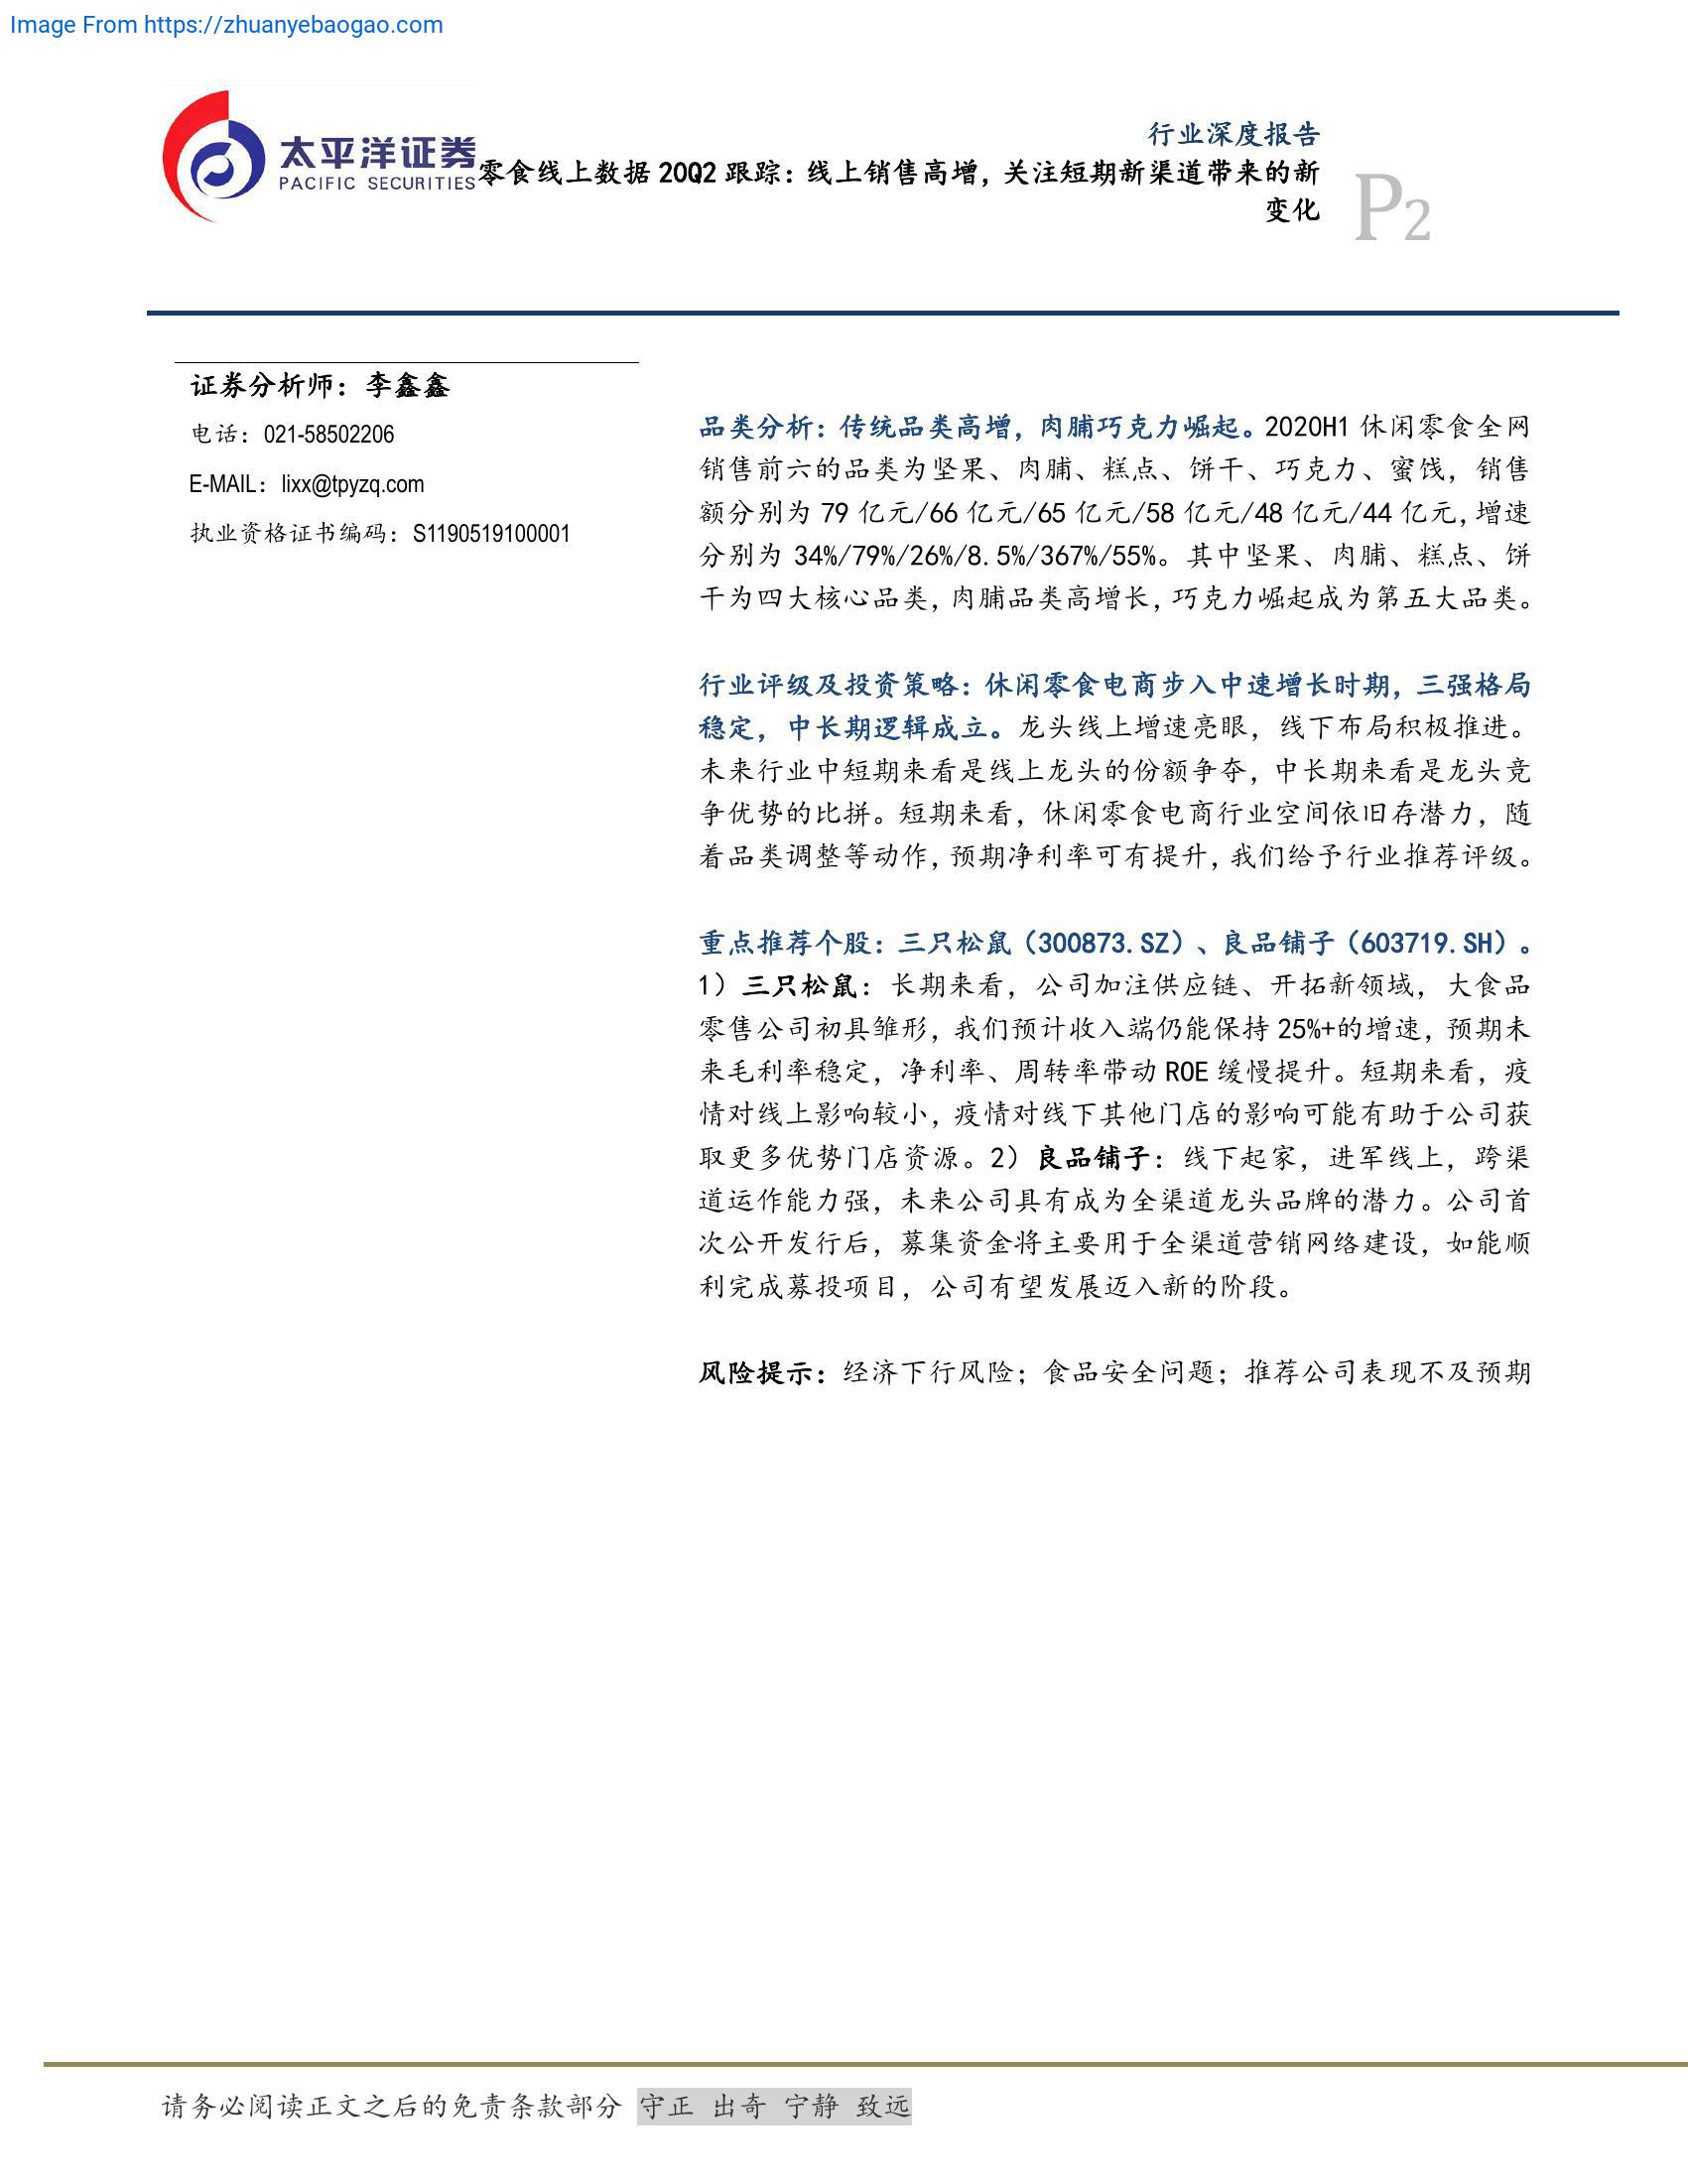 Image From https://zhuanyebaogao.com
行业深度报告
太平洋证券
PACIFIC SECURITIES
零食线上数据 20Q2 跟踪：线上销售高增，关注短期新渠道带来的新
变化
P2
证券分析师：李鑫鑫
电话：021-58502206
E-MAIL：lixx@tpyzq.com
执业资格证书编码：S1190519100001
品类分析：传统品类高增，肉脯巧克力崛起。2020H1 休闲零食全网
销售前六的品类为坚果、肉脯、糕点、饼干、巧克力、蜜饯，销售
额分别为 79 亿元/66 亿元/65 亿元/58 亿元/48 亿元/44 亿元，增速
分别为 34%/79%/26%/8.5%/367%/55%。其中坚果、肉脯、糕点、饼
干为四大核心品类，肉脯品类高增长，巧克力崛起成为第五大品类。
行业评级及投资策略：休闲零食电商步入中速增长时期，三强格局
稳定，中长期逻辑成立。龙头线上增速亮眼，线下布局积极推进。
未来行业中短期来看是线上龙头的份额争夺，中长期来看是龙头竞
争优势的比拼。短期来看，休闲零食电商行业空间依旧存潜力，随
着品类调整等动作，预期净利率可有提升，我们给予行业推荐评级。
重点推荐个股：三只松鼠（300873.SZ）、良品铺子（603719.SH）。
1）三只松鼠：长期来看，公司加注供应链、开拓新领域，大食品
零售公司初具雏形，我们预计收入端仍能保持 25%+的增速，预期未
来毛利率稳定，净利率、周转率带动 ROE 缓慢提升。短期来看，疫
情对线上影响较小，疫情对线下其他门店的影响可能有助于公司获
取更多优势门店资源。2）良品铺子：线下起家，进军线上，跨渠
道运作能力强，未来公司具有成为全渠道龙头品牌的潜力。公司首
次公开发行后，募集资金将主要用于全渠道营销网络建设，如能顺
利完成募投项目，公司有望发展迈入新的阶段。
风险提示：经济下行风险；食品安全问题；推荐公司表现不及预期
请务必阅读正文之后的免责条款部分 守正 出奇 宁静 致远